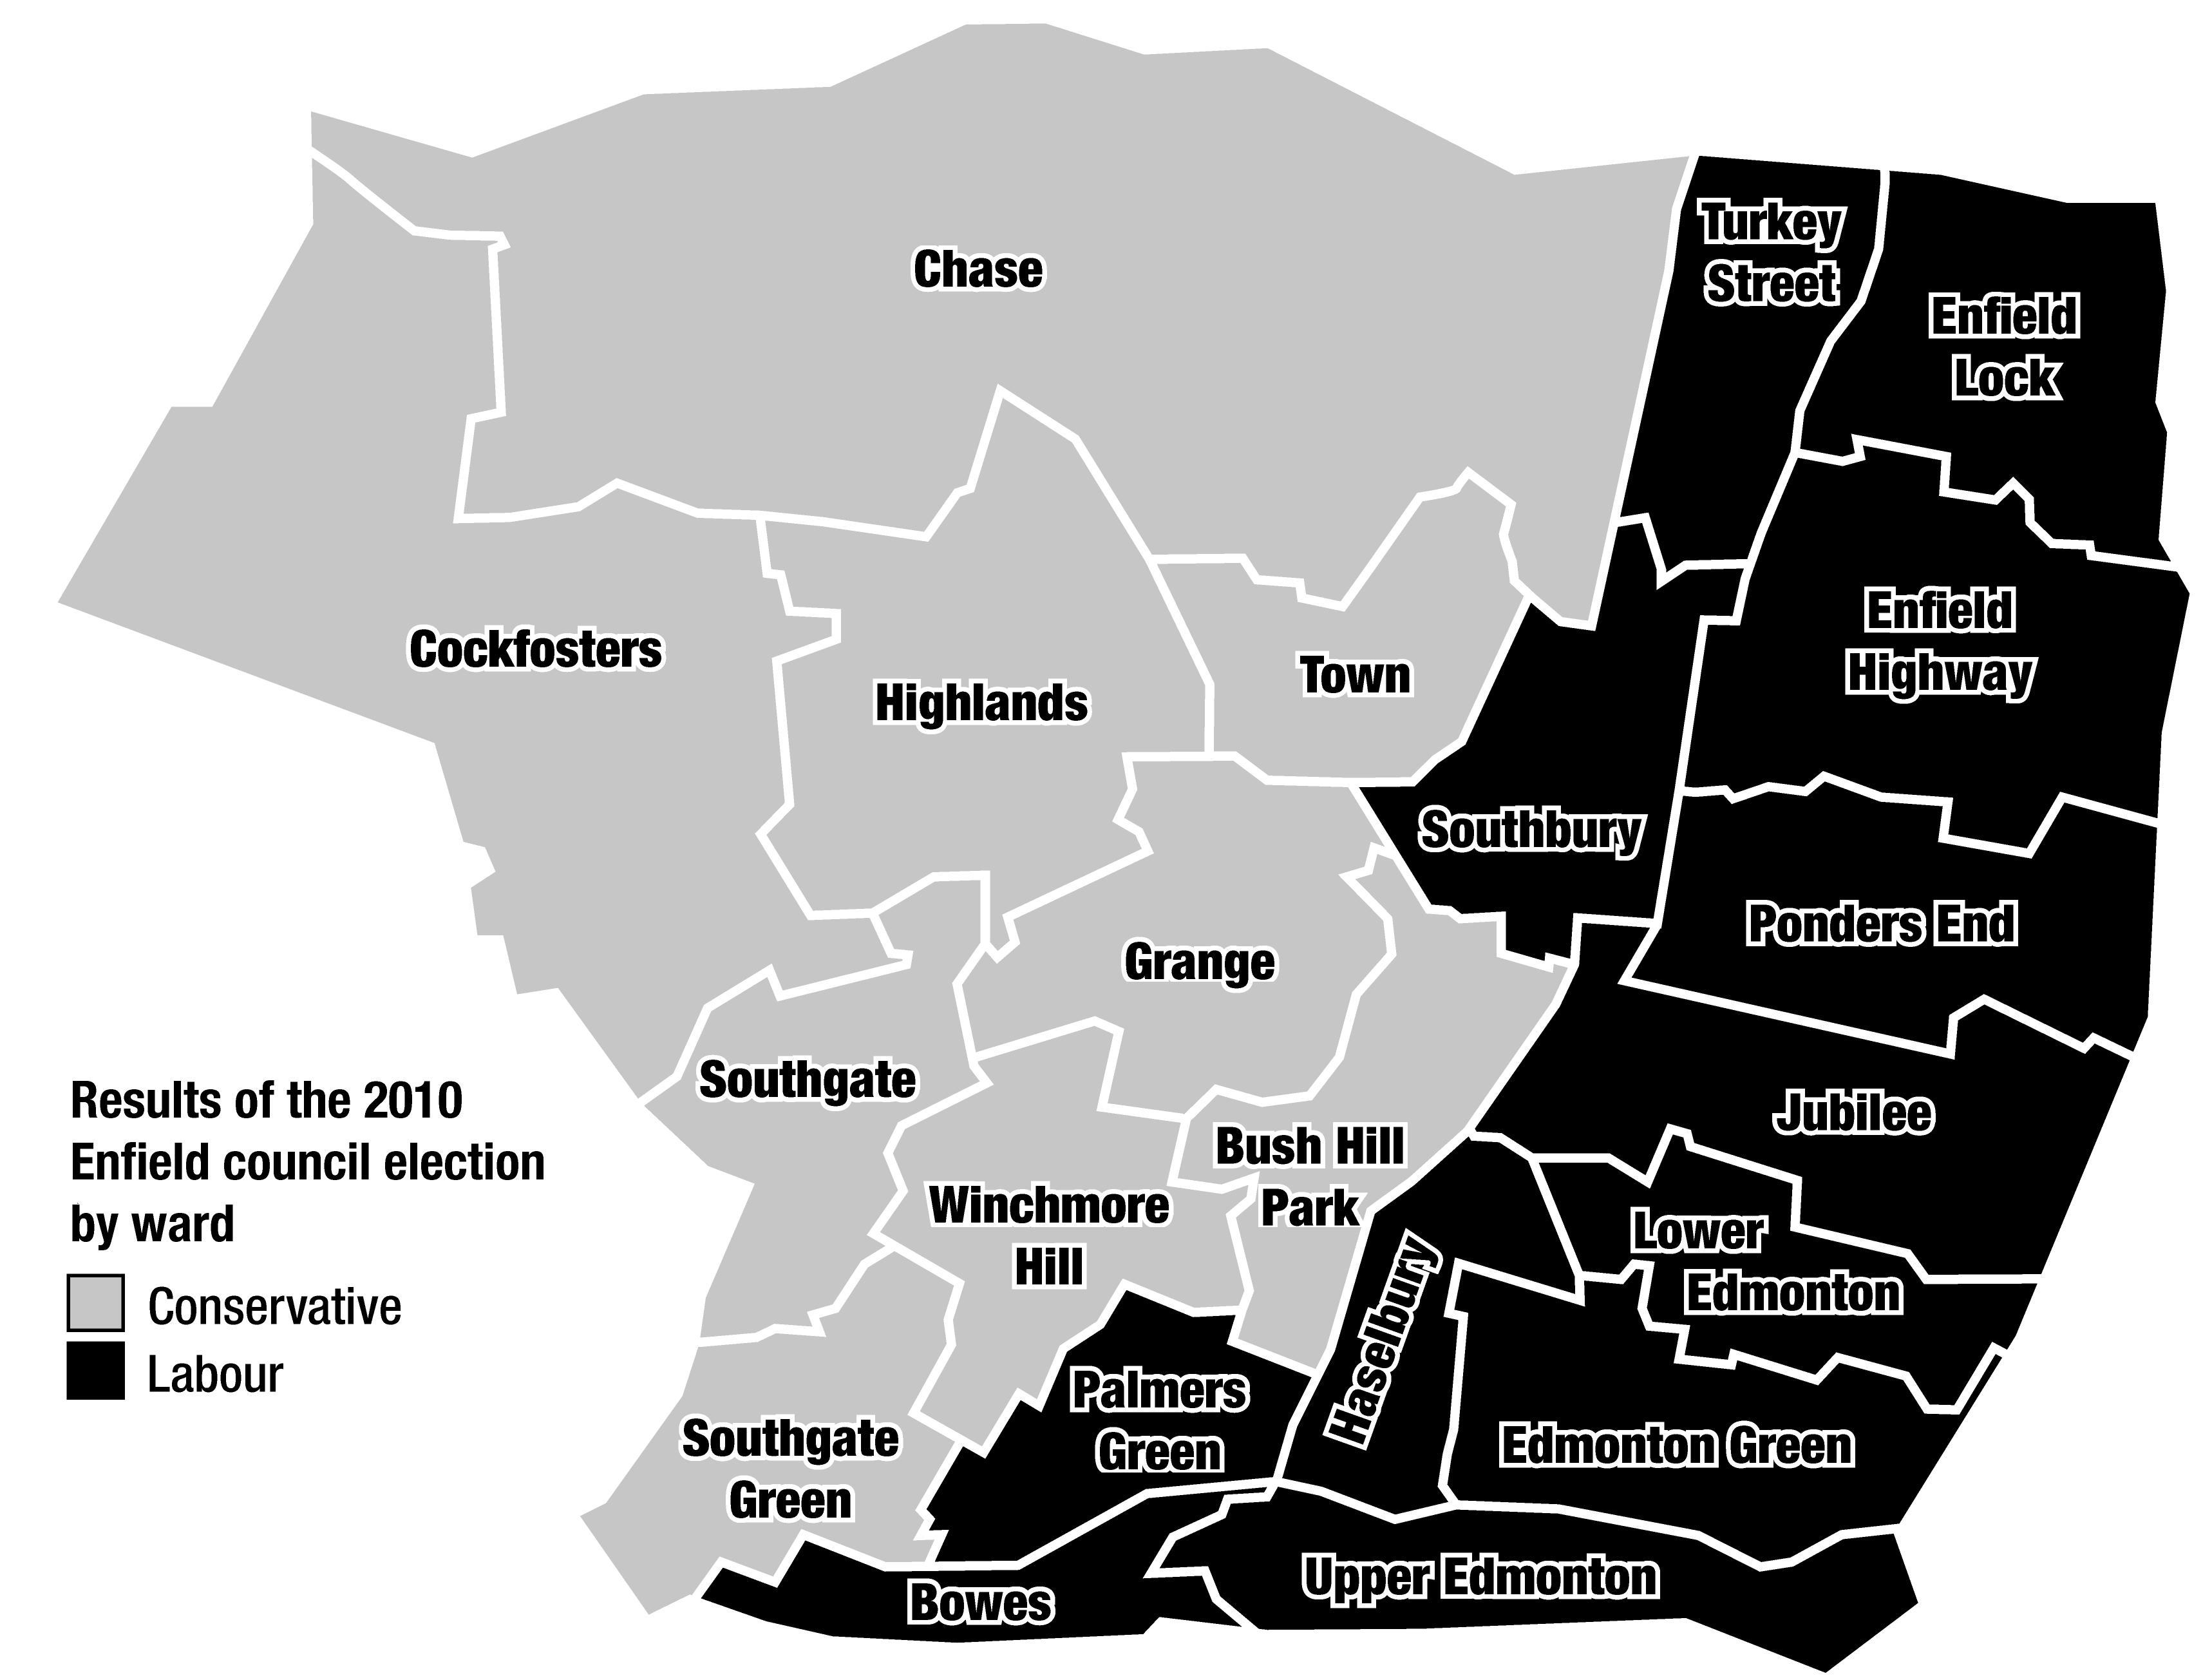 Chase
Turkey
Street
Enfield
Lock
Cockfosters
Highlands
Town
Enfield
Highway
Southbury
Ponders End
Grange
Southgate
Jubilee
Bush Hill
Park
Winchmore
Hill
Lower
Edmonton
Haselbury
Palmers
Green
Edmonton Green
Southgate
Green
Upper Edmonton
Bowes
Results of the 2010
Enfield council election
by ward
Conservative
Labour